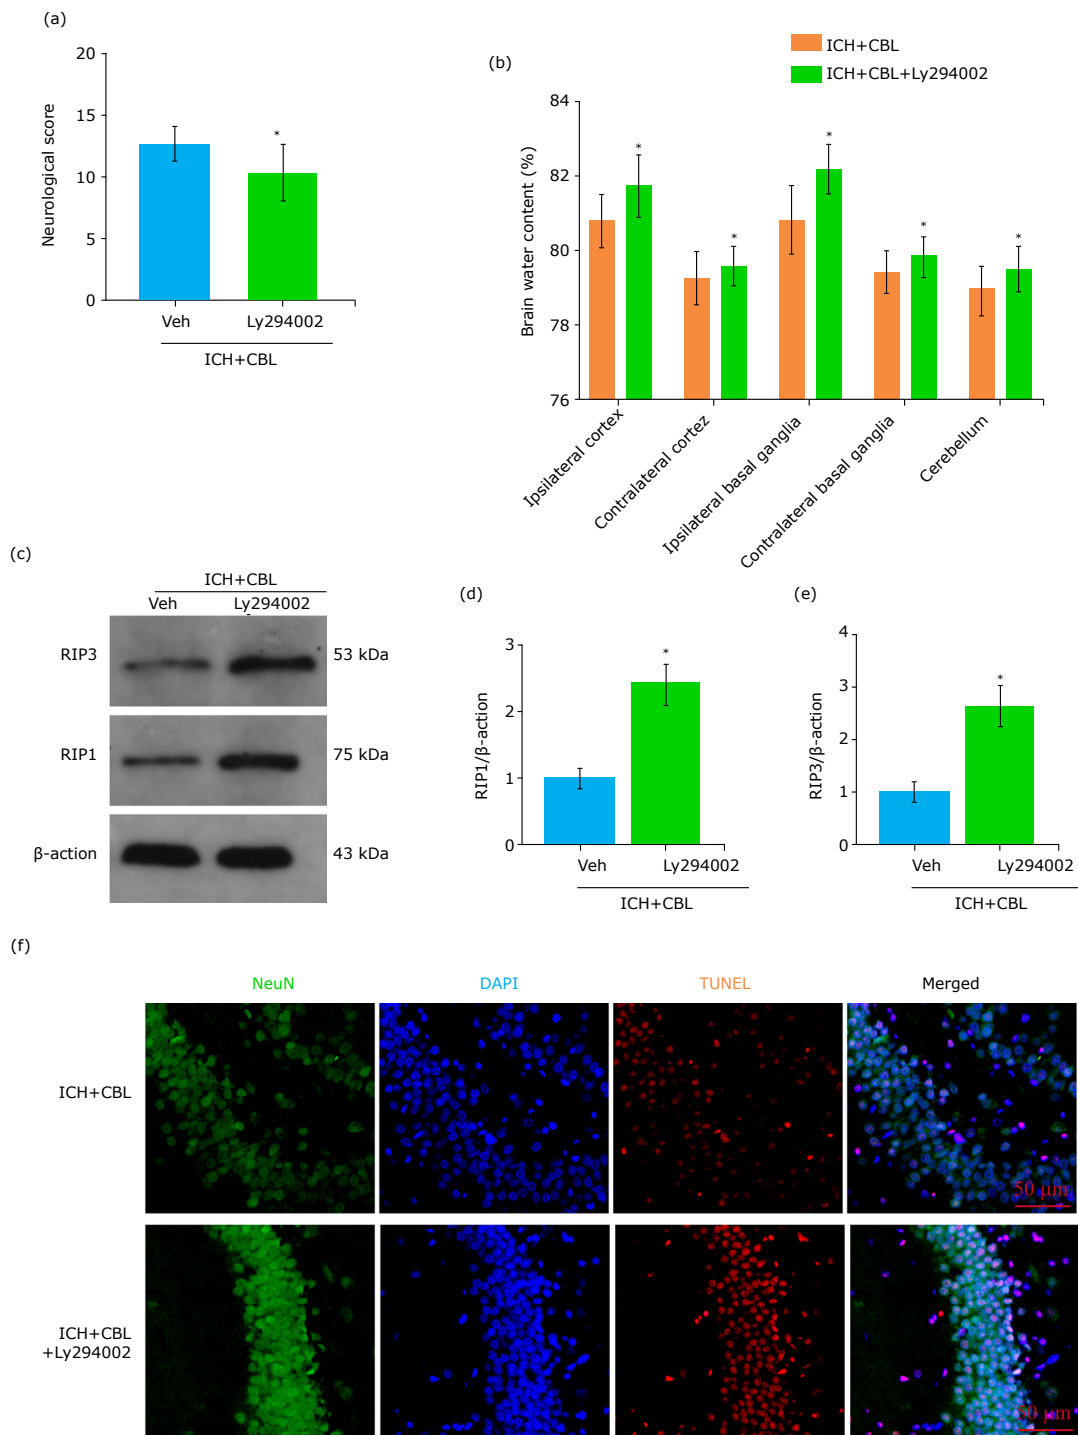 (a)
20
15
10
5
0
Neurological score
*
Veh
Ly294002
ICH+CBL
(b)
ICH+CBL
ICH+CBL+Ly294002
84
82
80
78
76
Brain water content (%)
*
*
*
*
*
Ipsilateral cortex
Contralateral cortez
Ipsilateral basal ganglia
Contralateral basal ganglia
Cerebellum
(c)
ICH+CBL
Veh
Ly294002
RIP3
53 kDa
RIP1
75 kDa
β-action
43 kDa
(d)
3
2
1
0
RIP1/β-action
*
Veh
Ly294002
ICH+CBL
(e)
4
3
2
1
0
RIP3/β-action
*
Veh
Ly294002
ICH+CBL
(f)
NeuN
DAPI
TUNEL
Merged
ICH+CBL
50 µm
ICH+CBL
+Ly294002
50 µm